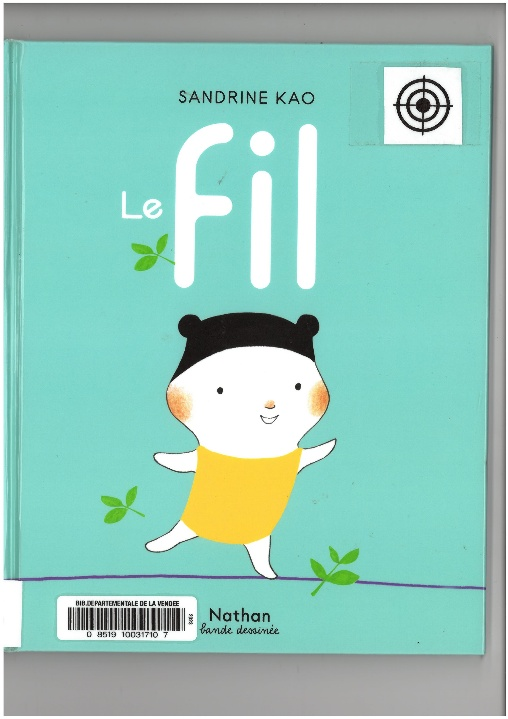 SANDRINE KAO
Le fil
BIB.DEPARTEMENTALE DE LA VENDEE
0 8519 10031710 7
Nathan
bande dessinée